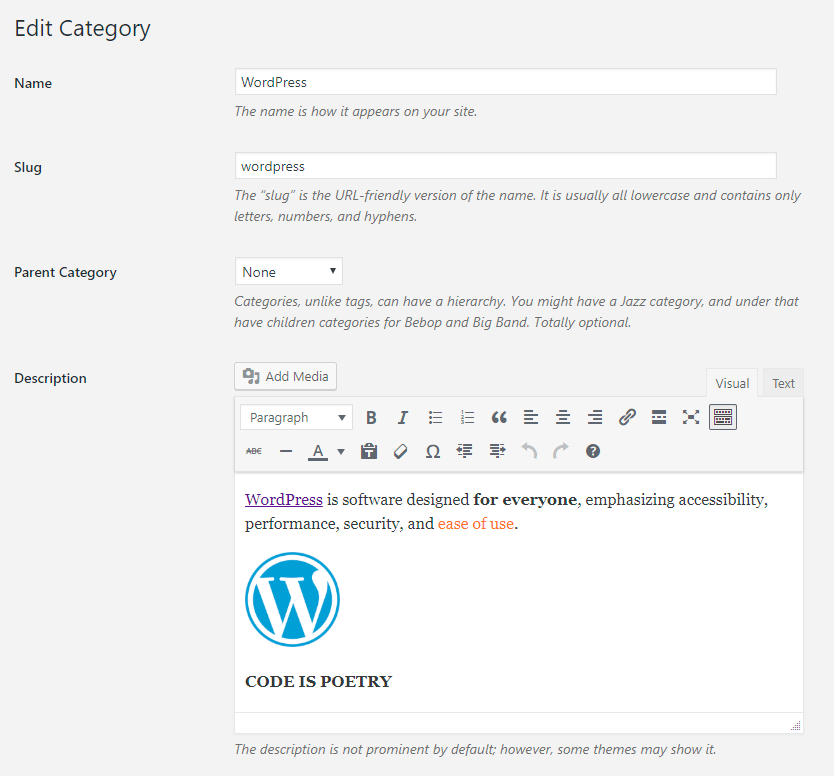 Edit Category
Name
WordPress
The name is how it appears on your site.
Slug
wordpress
The “slug” is the URL-friendly version of the name. It is usually all lowercase and contains only
letters, numbers, and hyphens.
Parent Category
None
Categories, unlike tags, can have a hierarchy. You might have a Jazz category, and under that
have children categories for Bebop and Big Band. Totally optional.
Description
Add Media
Visual Text
Paragraph B I
ABC A T Ω ?
WordPress is software designed for everyone, emphasizing accessibility,
performance, security, and ease of use.
W
CODE IS POETRY
The description is not prominent by default; however, some themes may show it.